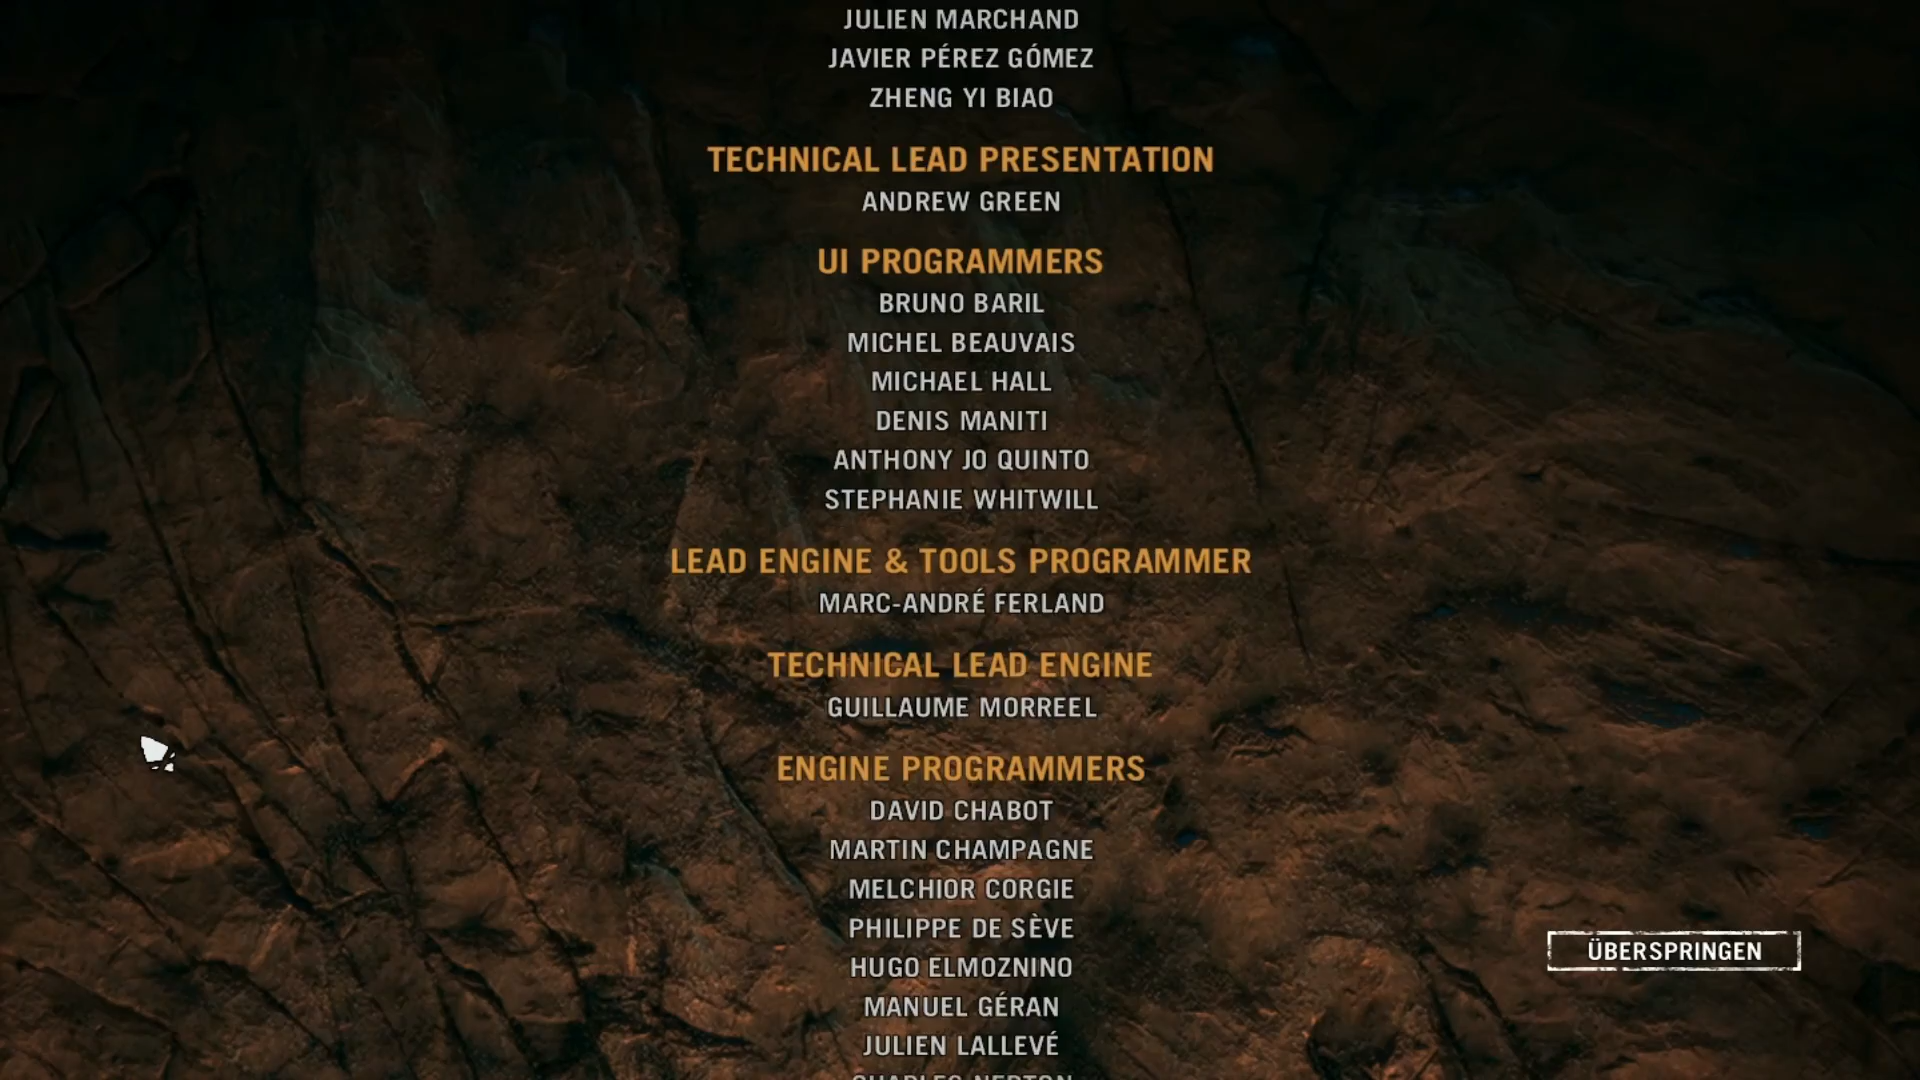 JULIEN MARCHAND
JAVIER PÉREZ GÓMEZ
ZHENG YI BIAO
TECHNICAL LEAD PRESENTATION
ANDREW GREEN
UI PROGRAMMERS
BRUNO BARIL
MICHEL BEAUVAIS
MICHAEL HALL
DENIS MANITI
ANTHONY JO QUINTO
STEPHANIE WHITWILL
LEAD ENGINE & TOOLS PROGRAMMER
MARC-ANDRÉ FERLAND
TECHNICAL LEAD ENGINE
GUILLAUME MORREEL
ENGINE PROGRAMMERS
DAVID CHABOT
MARTIN CHAMPAGNE
MELCHIOR CORGIE
PHILIPPE DE SÈVE
HUGO ELMOZNINO
ÜBERSPRINGEN
MANUEL GÉRAN
JULIEN LALLEVÉ
CHARLES